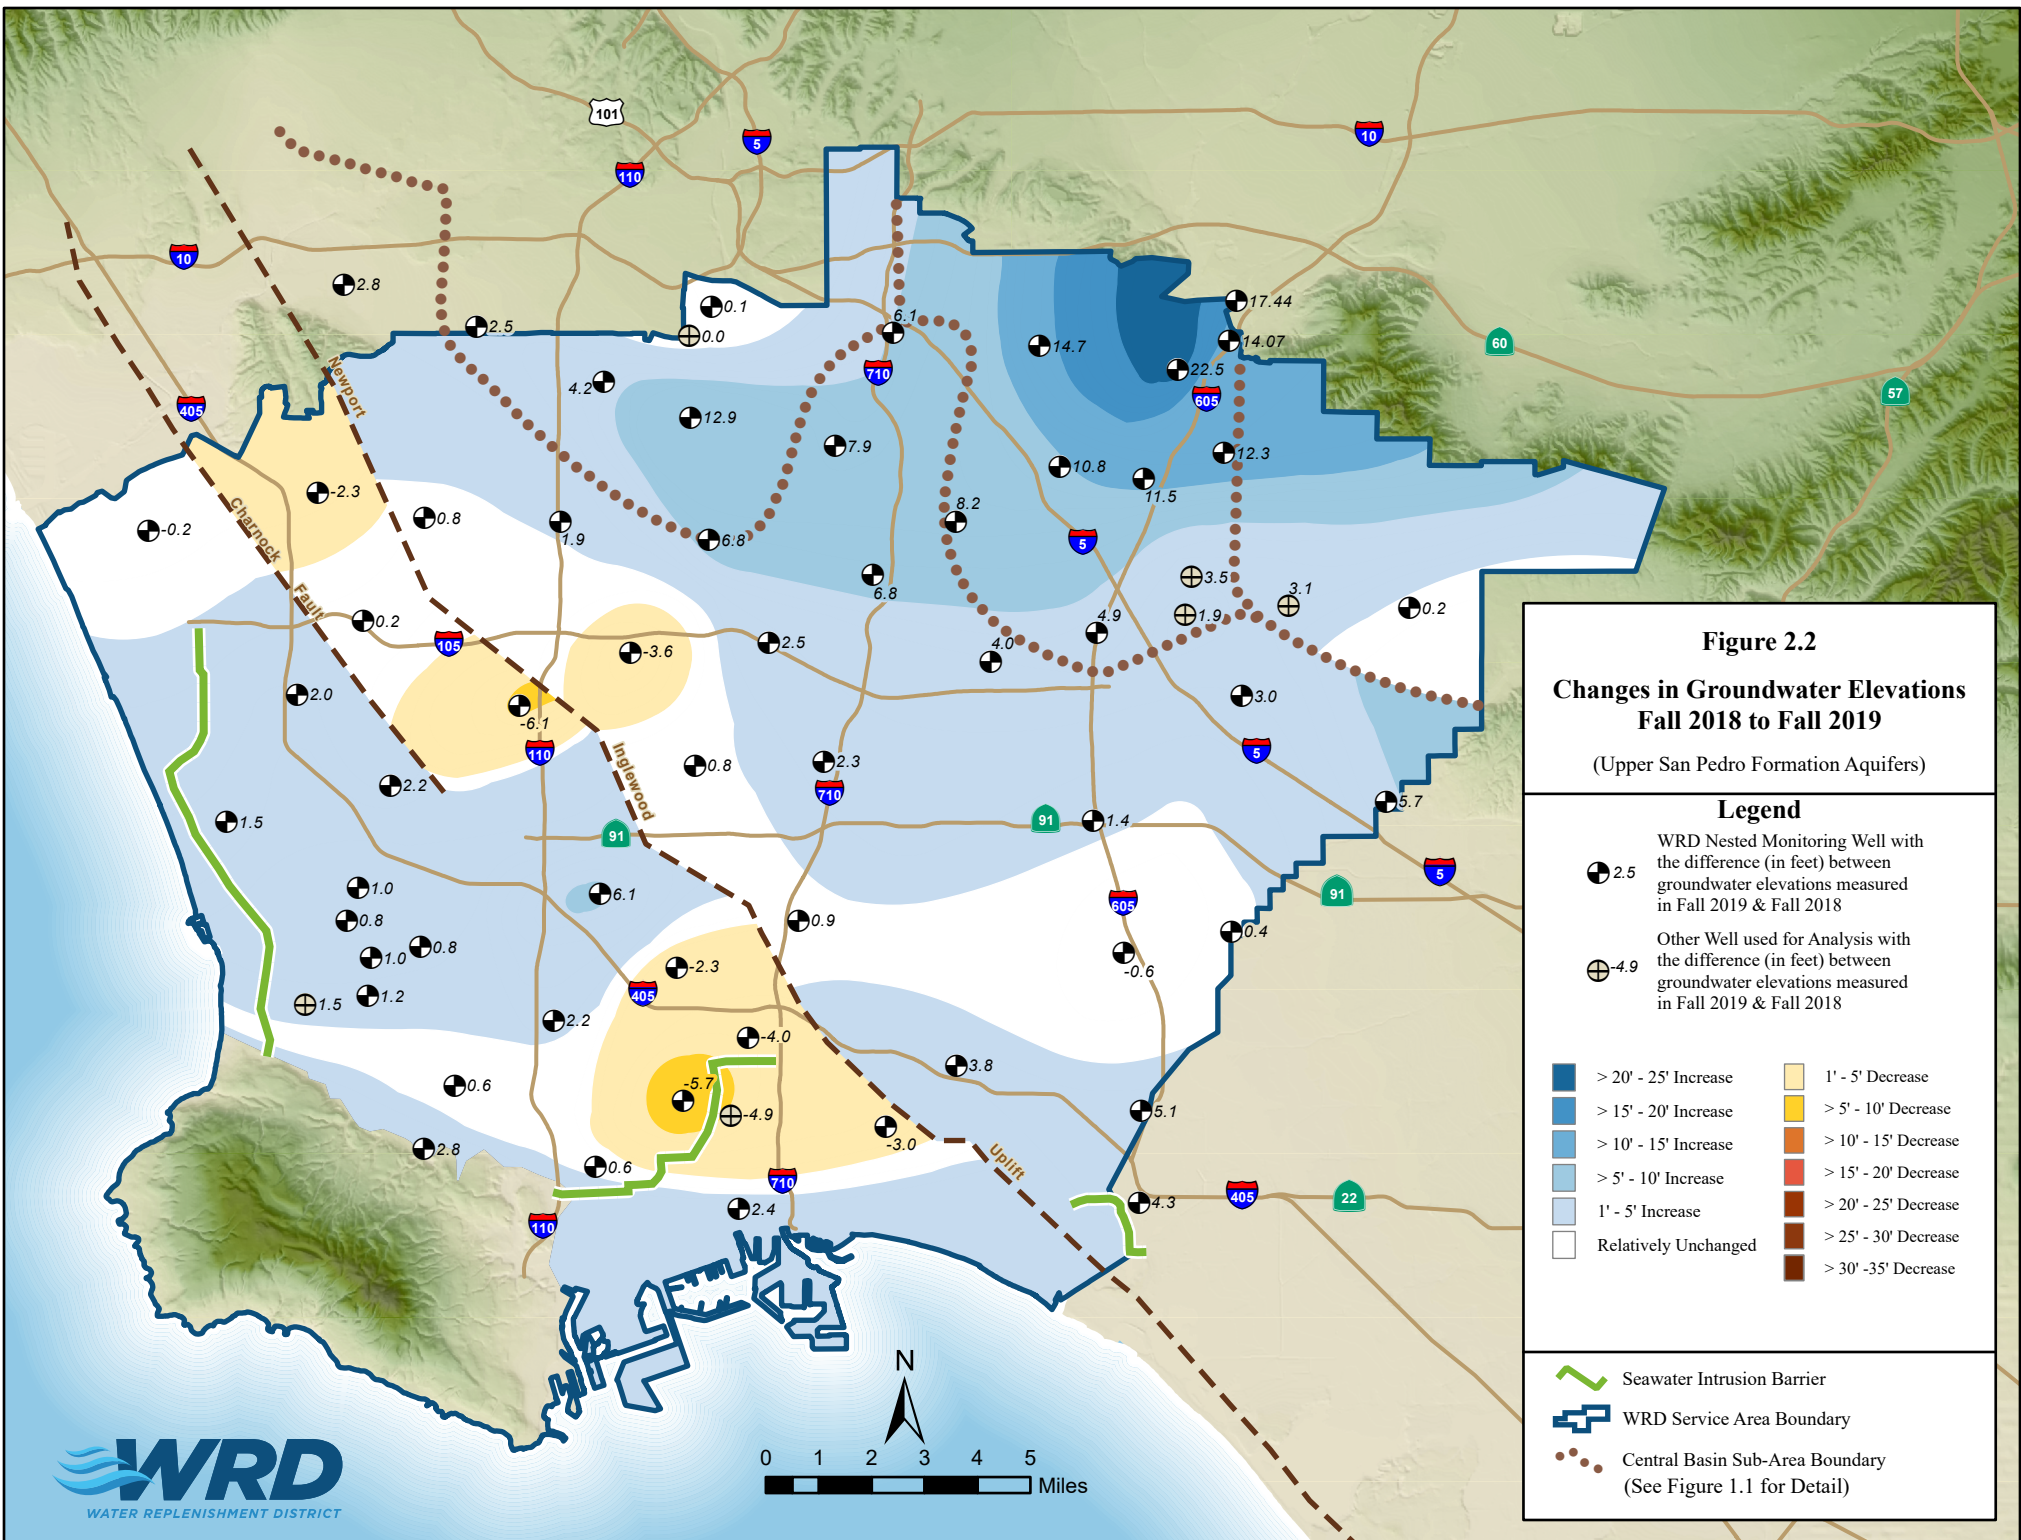 101
5
10
110
10
2.8
0.1
17.44
2.5
0.0
6.1
14.07
60
14.7
710
22.5
57
Newport
4.2
605
405
12.9
7.9
12.3
10.8
11.5
-2.3
8.2
0.8
-0.2
Charnock
1.9
6.8
5
3.5
6.8
3.1
Fault
0.2
1.9
4.9
0.2
105
2.5
4.0
-3.6
2.0
3.0
-6.1
110
5
Inglewood
0.8
2.3
2.2
710
5.7
1.5
91
91
1.4
5
1.0
6.1
91
605
0.8
0.9
0.4
0.8
1.0
-2.3
-0.6
405
1.2
1.5
2.2
-4.0
3.8
0.6
-5.7
-4.9
5.1
-3.0
2.8
Uplift
0.6
710
405
22
4.3
2.4
110
Figure 2.2
Changes in Groundwater Elevations
Fall 2018 to Fall 2019
(Upper San Pedro Formation Aquifers)
Legend
2.5
WRD Nested Monitoring Well with
the difference (in feet) between
groundwater elevations measured
in Fall 2019 & Fall 2018
-4.9
Other Well used for Analysis with
the difference (in feet) between
groundwater elevations measured
in Fall 2019 & Fall 2018
> 20' - 25' Increase
> 15' - 20' Increase
> 10' - 15' Increase
> 5' - 10' Increase
1' - 5' Increase
Relatively Unchanged
1' - 5' Decrease
> 5' - 10' Decrease
> 10' - 15' Decrease
> 15' - 20' Decrease
> 20' - 25' Decrease
> 25' - 30' Decrease
> 30' -35' Decrease
Seawater Intrusion Barrier
WRD Service Area Boundary
Central Basin Sub-Area Boundary
(See Figure 1.1 for Detail)
N
0 1 2 3 4 5
Miles
WRD
WATER REPLENISHMENT DISTRICT